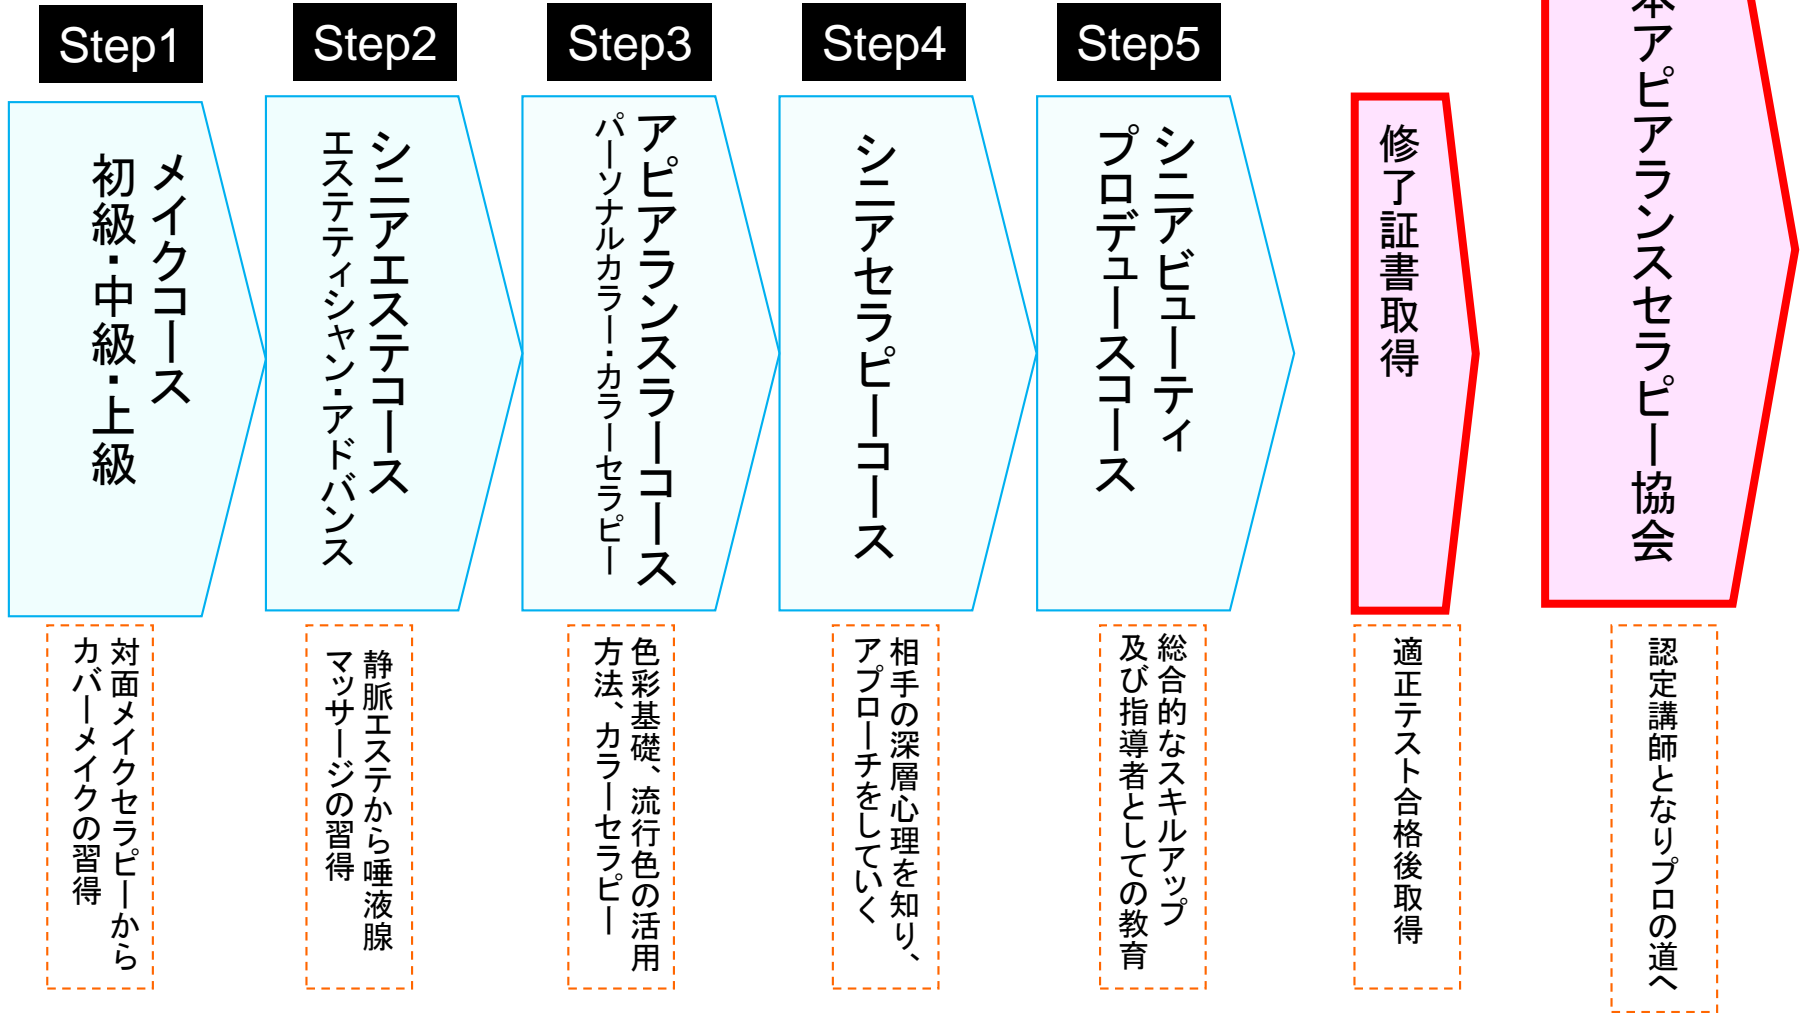 Step1
メイクコース
初級・中級・上級
対面メイクセラピーから
カバーメイクの習得
Step2
シニアエステコース
エステティシャン・アドバンス
静脈エステから唾液腺
マッサージの習得
Step3
アピアランスラーコース
パーソナルカラー・カラーセラピー
色彩基礎、流行色の活用
方法、カラーセラピー
Step4
シニアセラピーコース
相手の深層心理を知り、
アプローチをしていく
Step5
シニアビューティ
プロデュースコース
総合的なスキルアップ
及び指導者としての教育
修了証書取得
適正テスト合格後取得
本アピアランスセラピー協会
認定講師となりプロの道へ